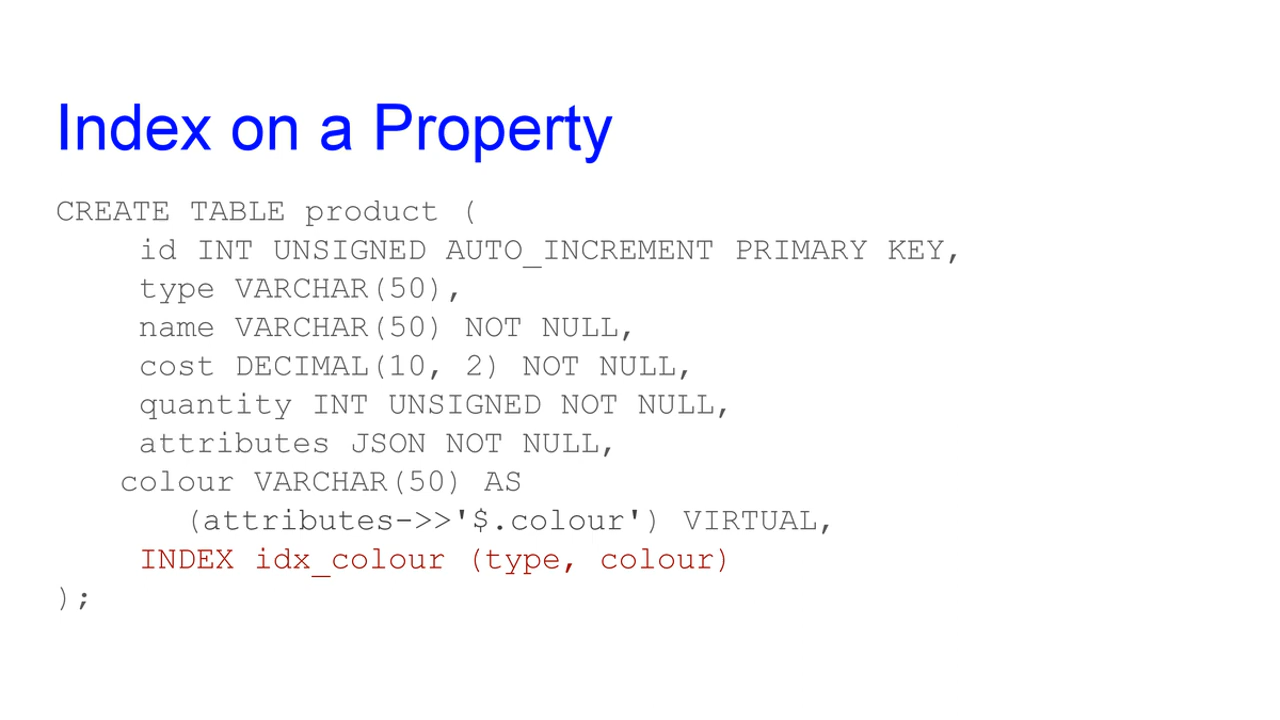 Index on a Property
CREATE TABLE product (
id INT UNSIGNED AUTO_INCREMENT PRIMARY KEY,
type VARCHAR(50),
name VARCHAR(50) NOT NULL,
cost DECIMAL(10, 2) NOT NULL,
quantity INT UNSIGNED NOT NULL,
attributes JSON NOT NULL,
colour VARCHAR(50) AS
(attributes->>'$.colour') VIRTUAL,
INDEX idx_colour (type, colour)
);